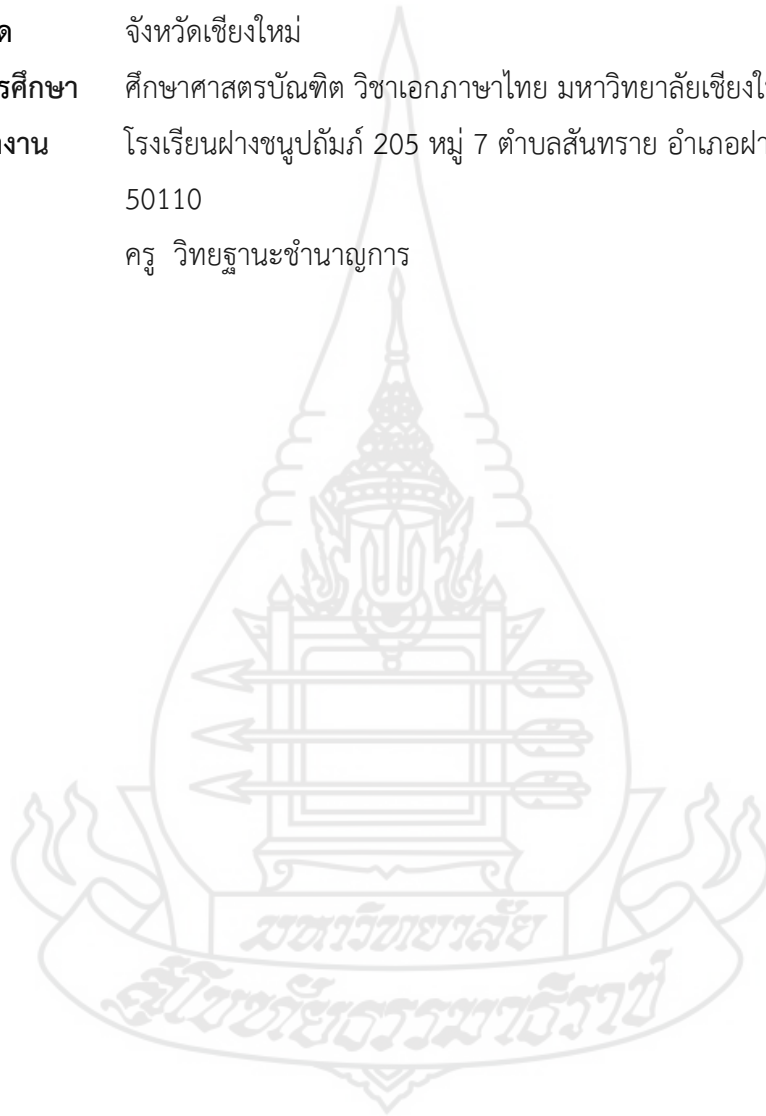 ด จังหวัดเชียงใหม่
รศึกษา ศึกษาศาสตรบัณฑิต วิชาเอกภาษาไทย มหาวิทยาลัยเชียงให
งาน โรงเรียนฝางชนูปถัมภ์ 205 หมู่ 7 ตำบลสันทราย อำเภอฝา
50110
ครู วิทยฐานะชำนาญการ
มหาวิทยาลัย
สุโขทัยธรรมาธิราช